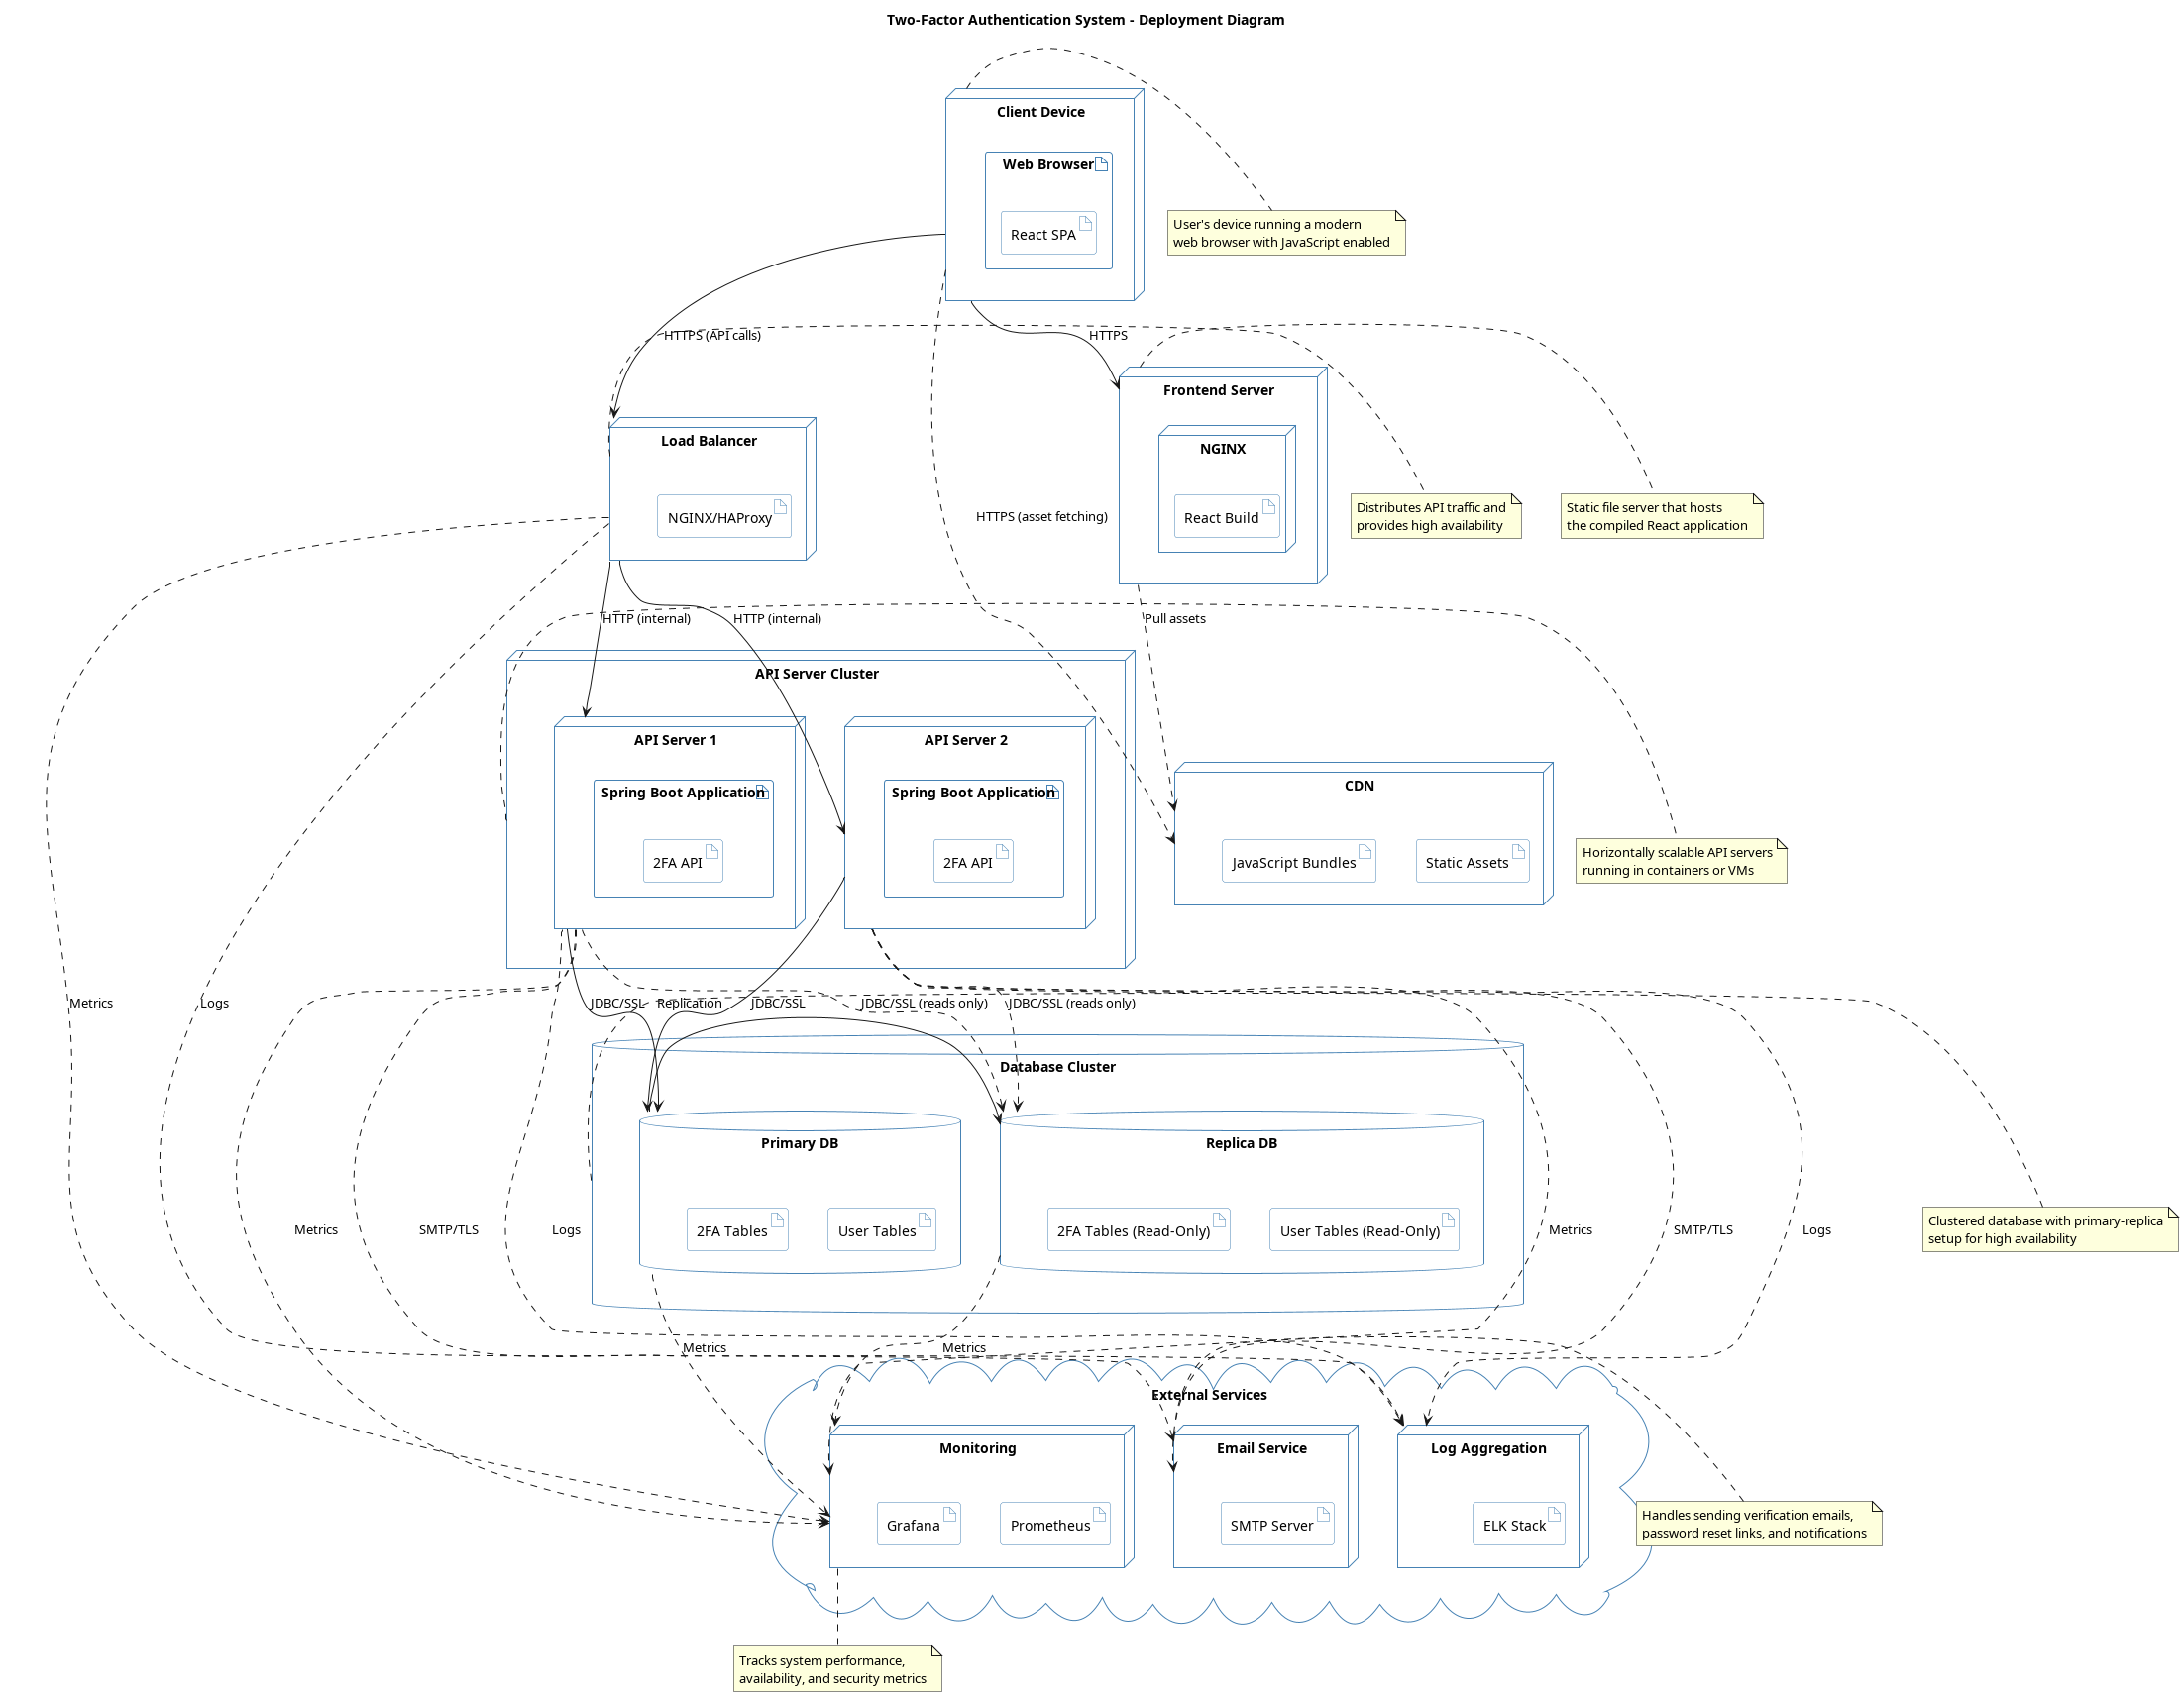 Two-Factor Authentication System - Deployment Diagram
Client Device
Web Browser
React SPA
User's device running a modern
web browser with JavaScript enabled
HTTPS (API calls)
HTTPS
Frontend Server
NGINX
React Build
Load Balancer
NGINX/HAProxy
HTTPS (asset fetching)
Distributes API traffic and
provides high availability
Static file server that hosts
the compiled React application
HTTP (internal)
HTTP (internal)
Pull assets
API Server Cluster
API Server 1
Spring Boot Application
2FA API
API Server 2
Spring Boot Application
2FA API
CDN
JavaScript Bundles
Static Assets
Horizontally scalable API servers
running in containers or VMs
Metrics
Logs
JDBC/SSL
Replication
JDBC/SSL
JDBC/SSL (reads only)
JDBC/SSL (reads only)
Database Cluster
Primary DB
2FA Tables
User Tables
Replica DB
2FA Tables (Read-Only)
User Tables (Read-Only)
Metrics
SMTP/TLS
Logs
Metrics
SMTP/TLS
Logs
Clustered database with primary-replica
setup for high availability
Metrics
Metrics
External Services
Monitoring
Grafana
Prometheus
Email Service
SMTP Server
Log Aggregation
ELK Stack
Handles sending verification emails,
password reset links, and notifications
Tracks system performance,
availability, and security metrics